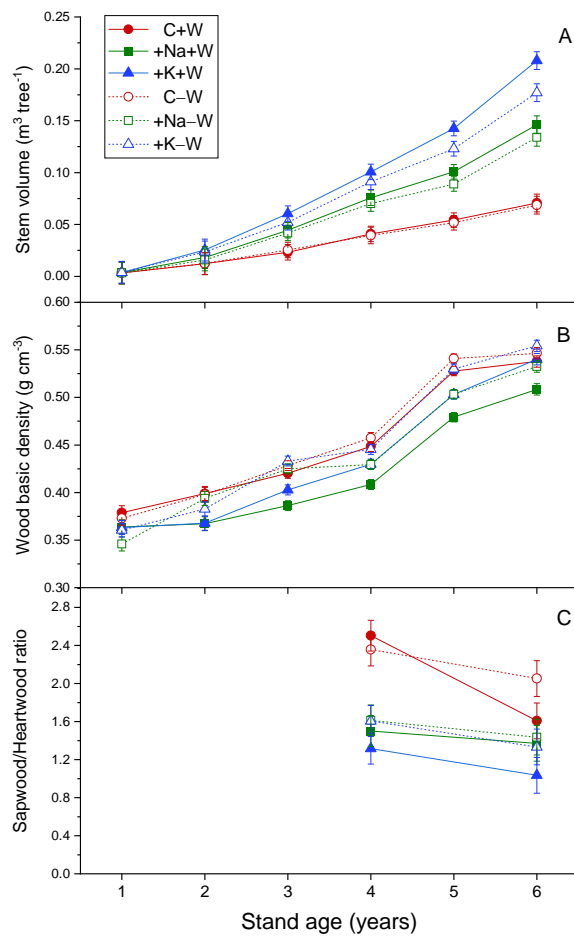 C+W
+Na+W
+K+W
C−W
+Na−W
+K−W
A
0.25
0.20
0.15
0.10
0.05
0.00
Stem volume (m³ tree⁻¹)
B
0.60
0.55
0.50
0.45
0.40
0.35
0.30
Wood basic density (g cm⁻³)
C
2.8
2.4
2.0
1.6
1.2
0.8
0.4
0.0
Sapwood/Heartwood ratio
1 2 3 4 5 6
Stand age (years)